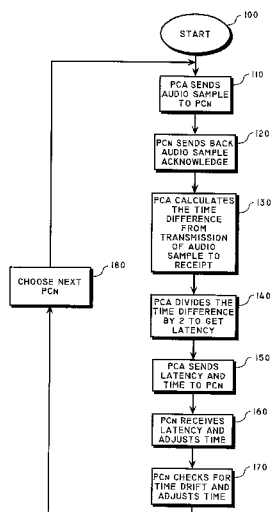 100
START
110
PCA SENDS
AUDIO SAMPLE
TO PCN
120
PCN SENDS BACK
AUDIO SAMPLE
ACKNOWLEDGE
130
PCA CALCULATES
THE TIME
DIFFERENCE
FROM
TRANSMISSION
OF AUDIO
SAMPLE TO
RECEIPT
180
CHOOSE NEXT
PCN
140
PCA DIVIDES THE
TIME DIFFERENCE
BY 2 TO GET
LATENCY
150
PCA SENDS
LATENCY AND
TIME TO PCN
160
PCN RECEIVES
LATENCY AND
ADJUSTS TIME
170
PCN CHECKS FOR
TIME DRIFT AND
ADJUSTS TIME